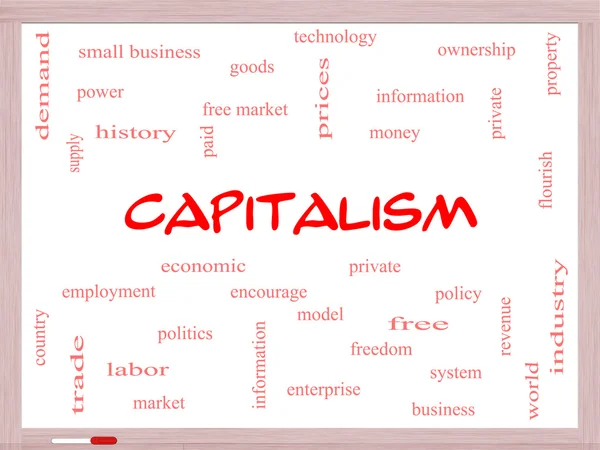 technology
demand
small business
ownership
property
goods
prices
power
information
private
free market
history
paid
money
supply
flourish
CAPITALISM
economic
private
industry
employment
encourage
policy
country
model
revenue
free
politics
information
trade
freedom
labor
system
world
enterprise
market
business